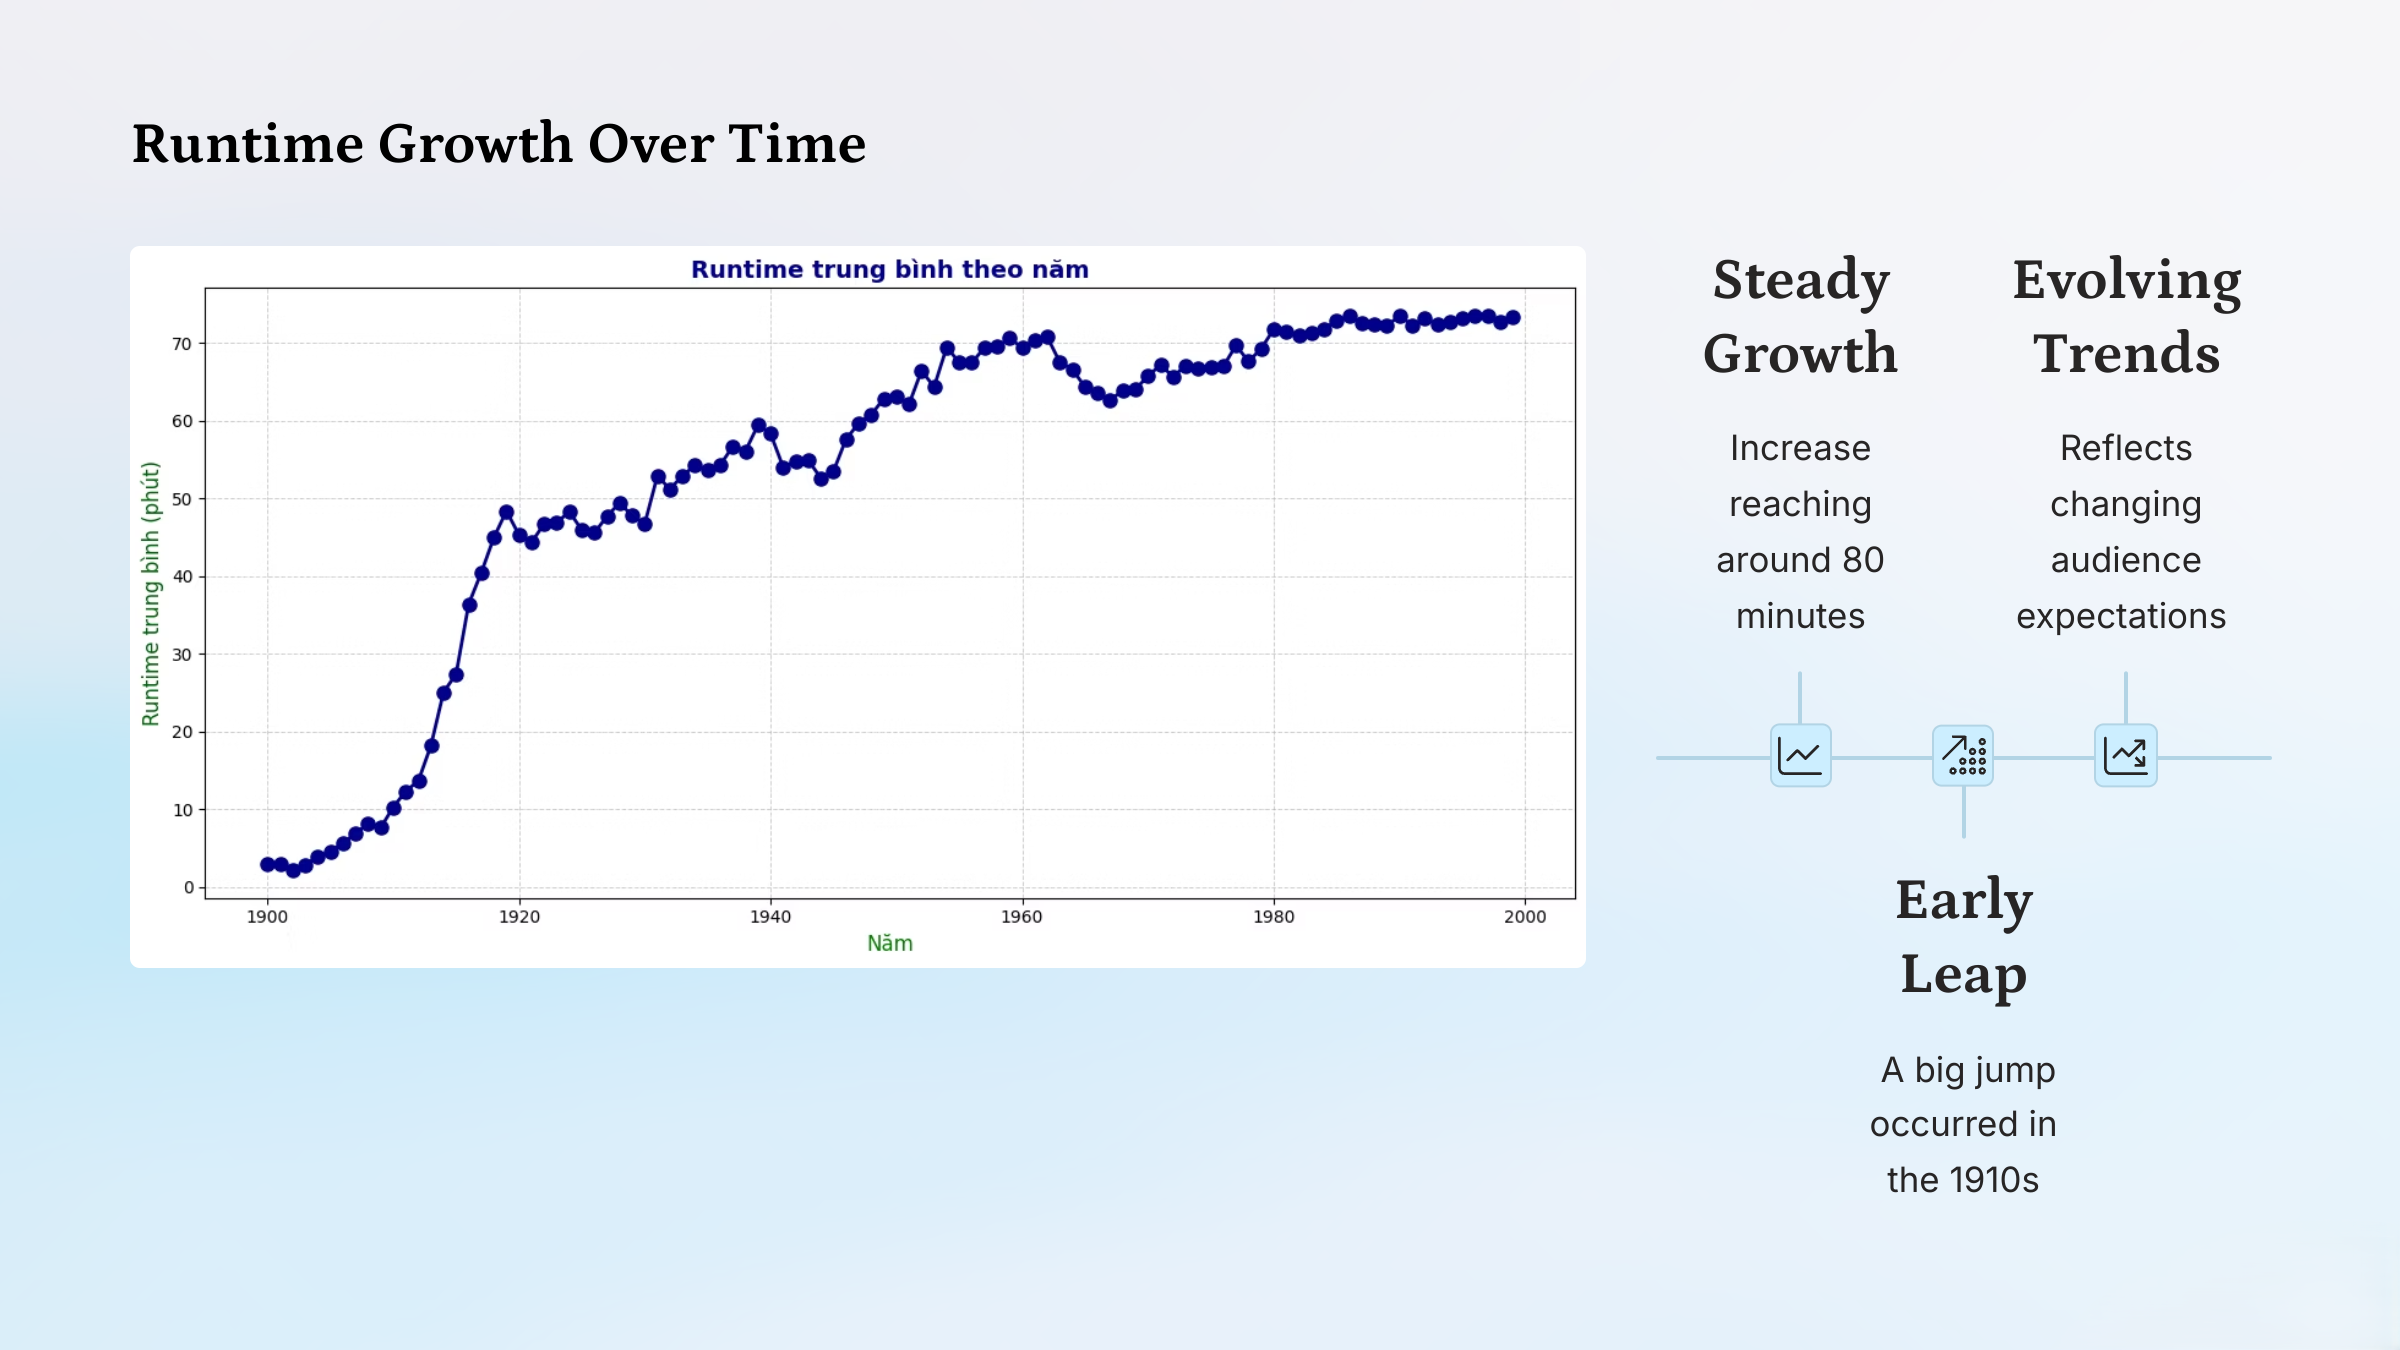 Runtime Growth Over Time
Runtime trung bình theo năm
Runtime trung bình (phút)
70
60
50
40
30
20
10
0
1900 1920 1940 1960 1980 2000
Năm
Steady
Growth
Increase
reaching
around 80
minutes
Evolving
Trends
Reflects
changing
audience
expectations
Early
Leap
A big jump
occurred in
the 1910s